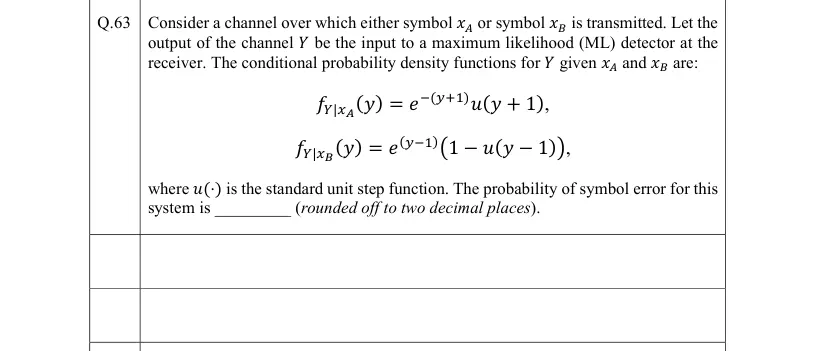 Q.63 Consider a channel over which either symbol x_A or symbol x_B is transmitted. Let the
output of the channel Y be the input to a maximum likelihood (ML) detector at the
receiver. The conditional probability density functions for Y given x_A and x_B are:
f_{Y|x_A}(y) = e^{-(y+1)}u(y + 1),
f_{Y|x_B}(y) = e^{(y-1)}(1 − u(y − 1)),
where u(·) is the standard unit step function. The probability of symbol error for this
system is _________ (rounded off to two decimal places).